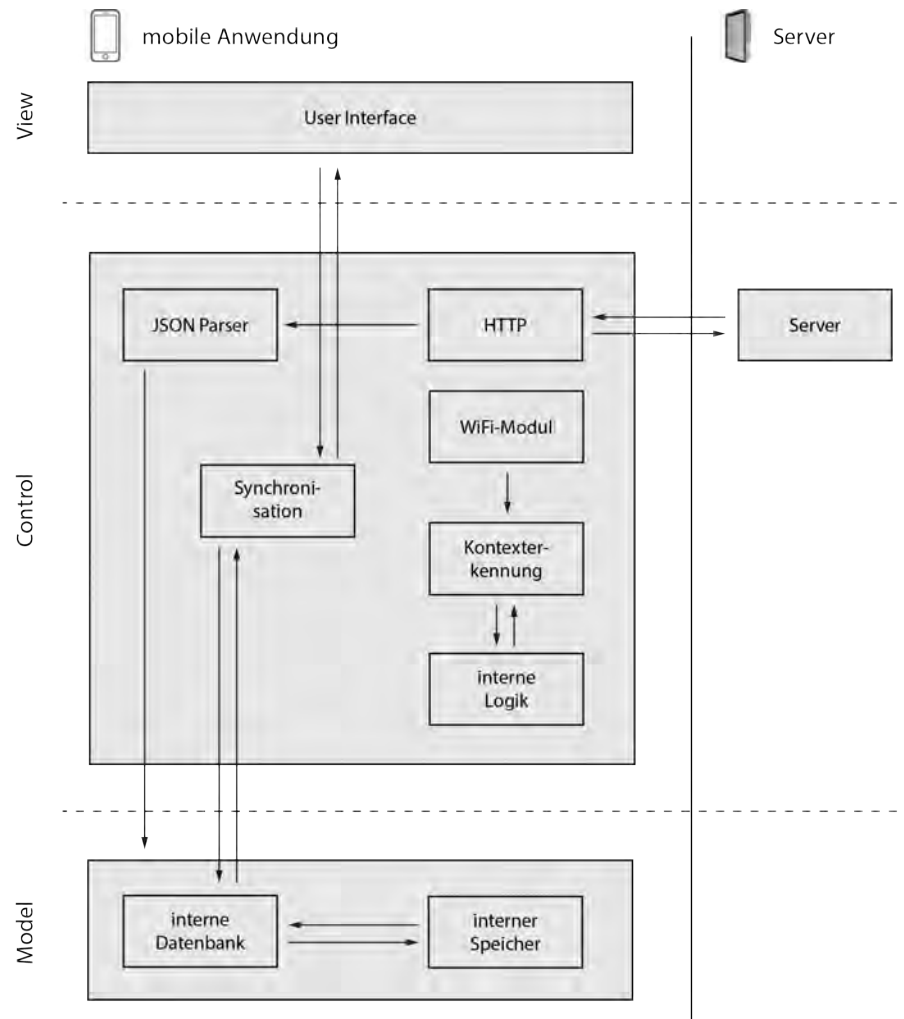 mobile Anwendung
Server
View
User Interface
Control
JSON Parser
HTTP
Server
WiFi-Modul
Synchroni-
sation
Kontexter-
kennung
interne
Logik
Model
interne
Datenbank
interner
Speicher